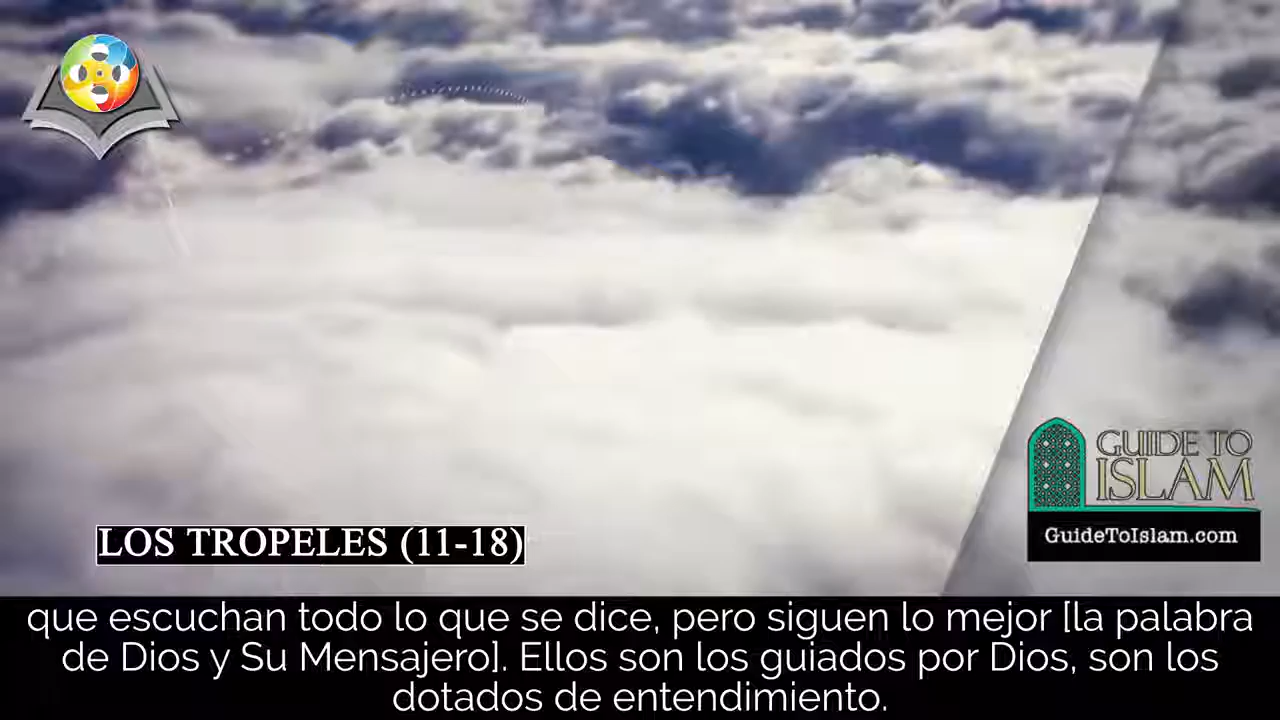 GUIDE TO
ISLAM
GuideToIslam.com
LOS TROPELES (11-18)
que escuchan todo lo que se dice, pero siguen lo mejor [la palabra
de Dios y Su Mensajero]. Ellos son los guiados por Dios, son los
dotados de entendimiento.